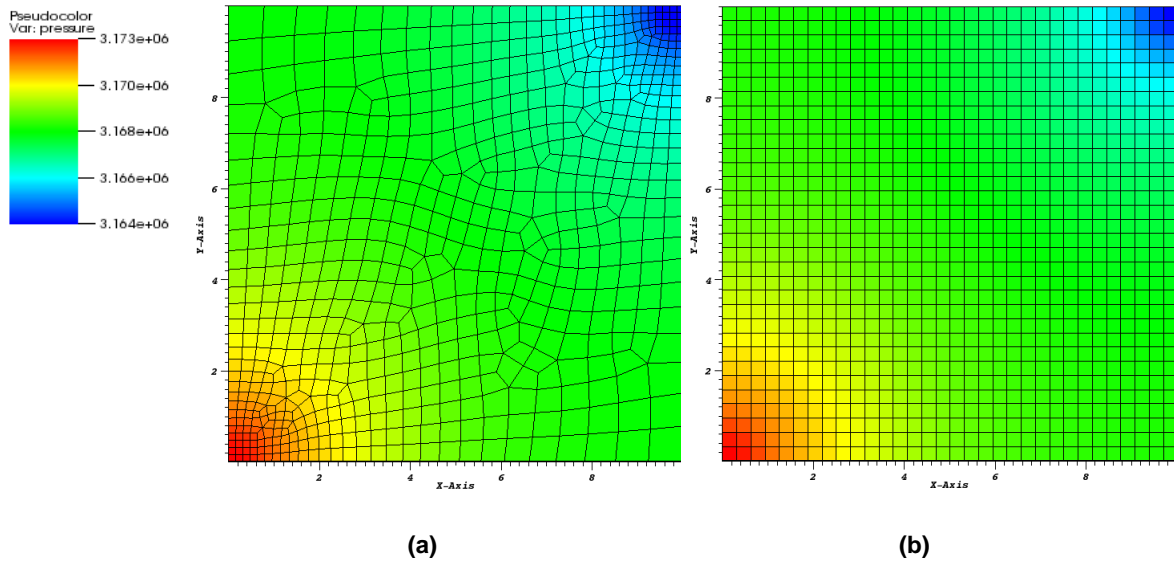 Pseudocolor
Var: pressure
3.173e+06
3.170e+06
3.168e+06
3.166e+06
3.164e+06
8
6
4
2
Y-Axis
2 4 6 8
X-Axis
8
6
4
2
Y-Axis
2 4 6 8
X-Axis
(a) (b)